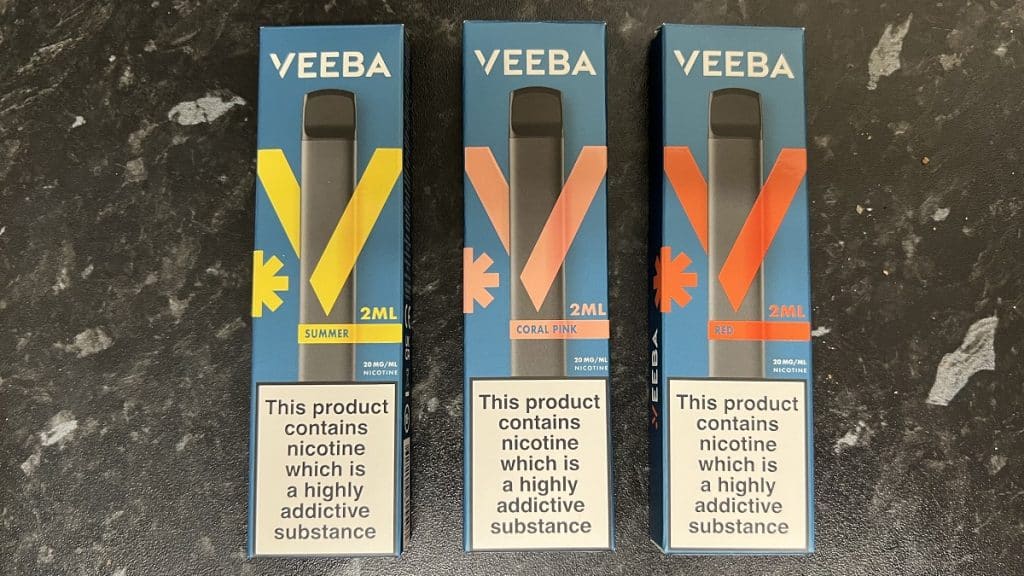 VEEBA
2ML
SUMMER
20 MG/ML
NICOTINE
This product
contains
nicotine
which is
a highly
addictive
substance
VEEBA
2ML
CORAL PINK
20 MG/ML
NICOTINE
This product
contains
nicotine
which is
a highly
addictive
substance
VEEBA
2ML
RED
20 MG/ML
NICOTINE
VEEBA
This product
contains
nicotine
which is
a highly
addictive
substance